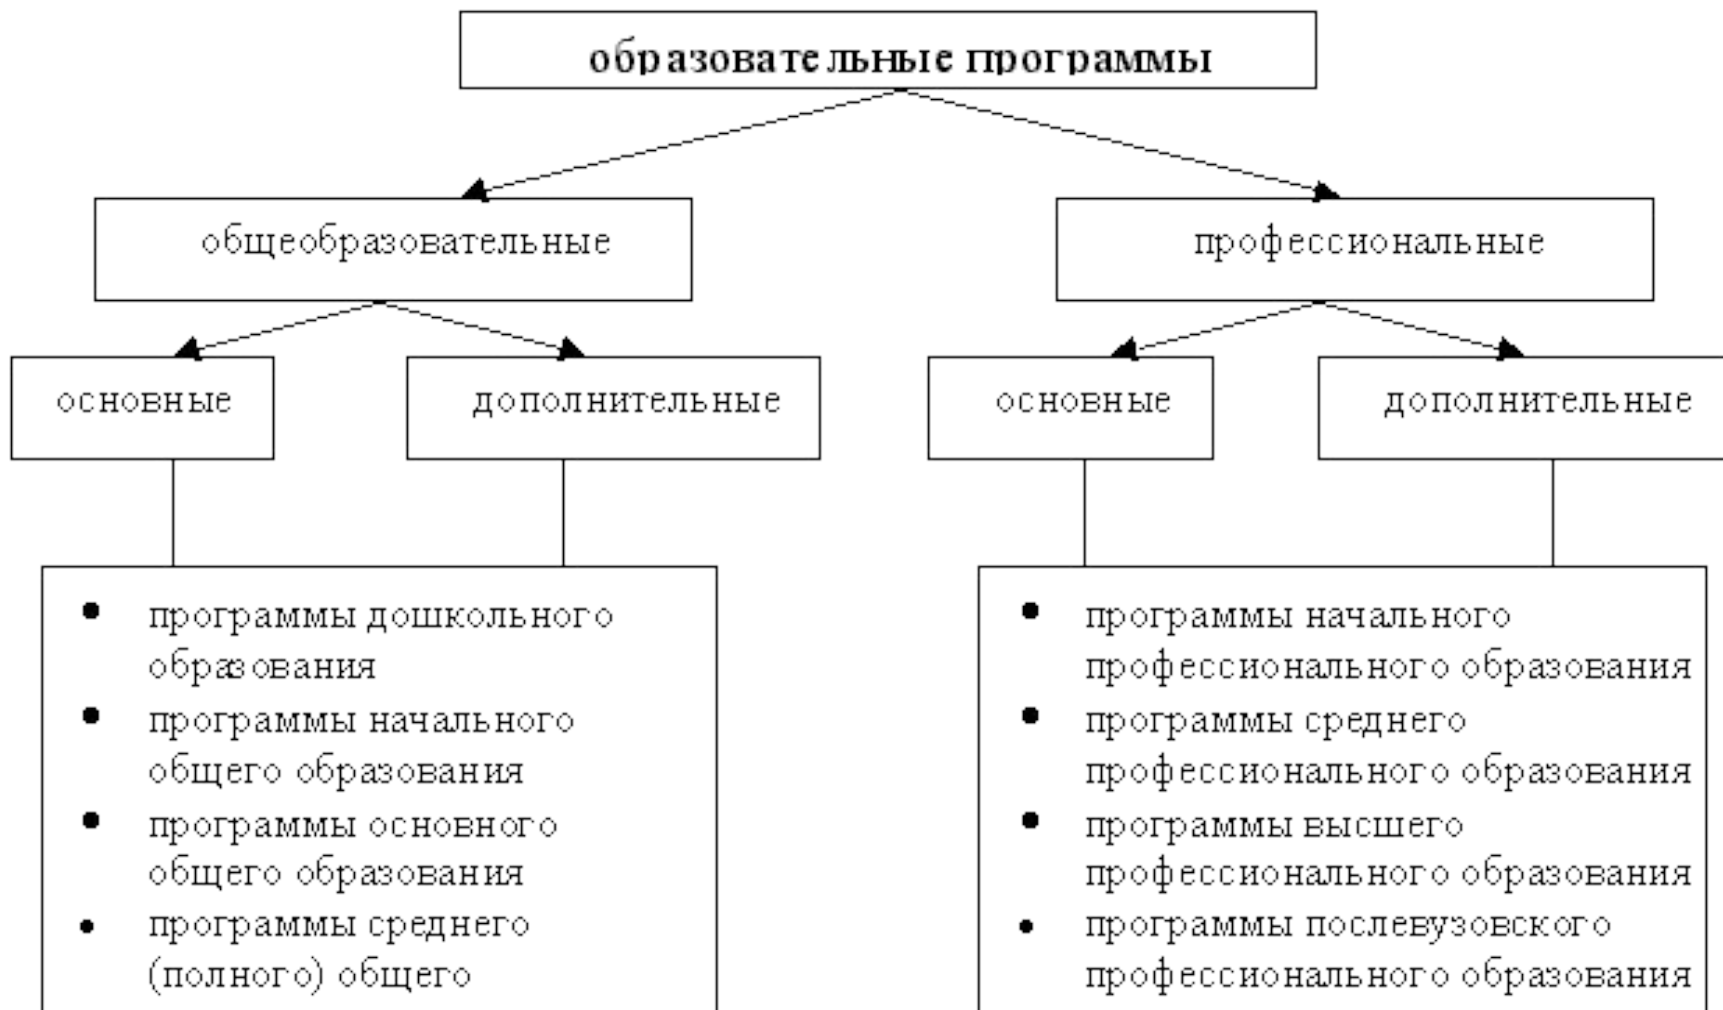 образовательные программы
общеобразовательные
профессиональные
основные
дополнительные
основные
дополнительные
• программы дошкольного
образования
• программы начального
общего образования
• программы основного
общего образования
• программы среднего
(полного) общего
• программы начального
профессионального образования
• программы среднего
профессионального образования
• программы высшего
профессионального образования
• программы послевузовского
профессионального образования